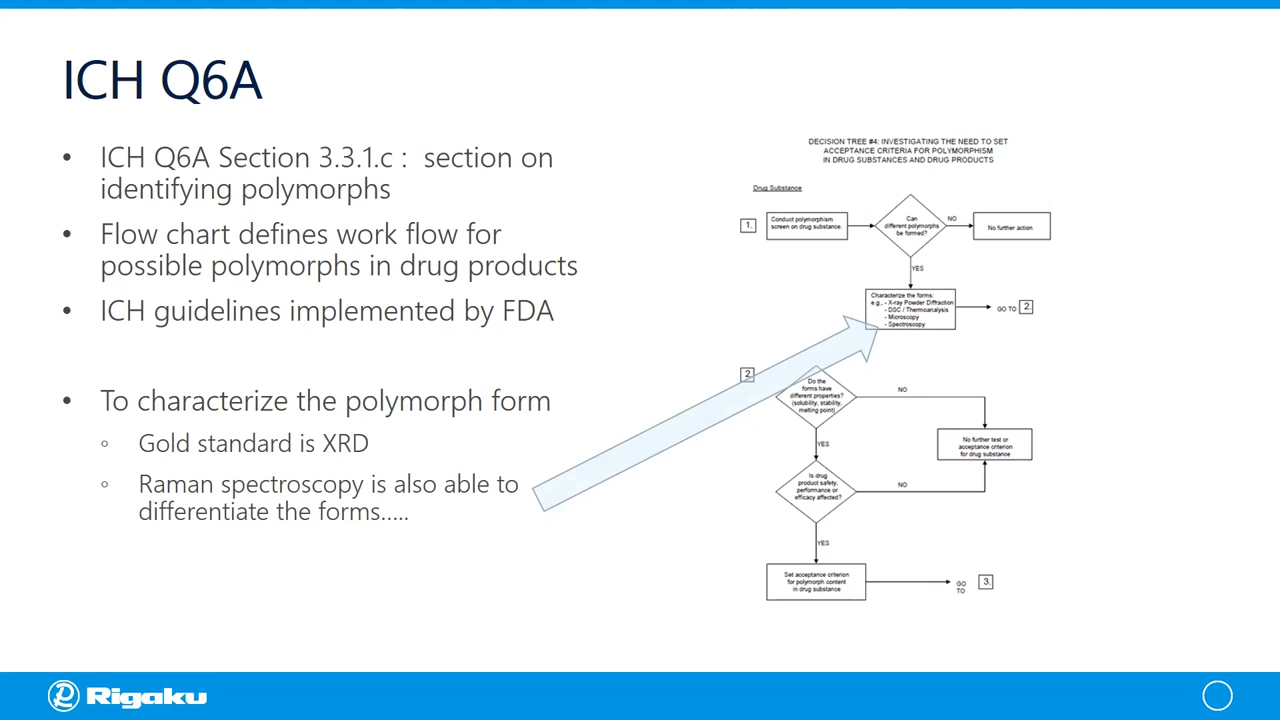 ICH Q6A
• ICH Q6A Section 3.3.1.c : section on
identifying polymorphs
• Flow chart defines work flow for
possible polymorphs in drug products
• ICH guidelines implemented by FDA
• To characterize the polymorph form
◦ Gold standard is XRD
◦ Raman spectroscopy is also able to
differentiate the forms.....
DECISION TREE #4: INVESTIGATING THE NEED TO SET
ACCEPTANCE CRITERIA FOR POLYMORPHISM
IN DRUG SUBSTANCES AND DRUG PRODUCTS
Drug Substance
1.
Conduct polymorphism
screen on drug substance.
Can
different polymorphs
be formed?
NO
No further action
YES
Characterize the forms:
e.g., - X-ray Powder Diffraction
- DSC / Thermoanalysis
- Microscopy
- Spectroscopy
GO TO
2.
2.
Do the
forms have
different properties?
(solubility, stability,
melting point)
NO
YES
No further test or
acceptance criterion
for drug substance
Is drug
product safety,
performance or
efficacy affected?
NO
YES
Set acceptance criterion
for polymorph content
in drug substance
GO
TO
3.
Rigaku